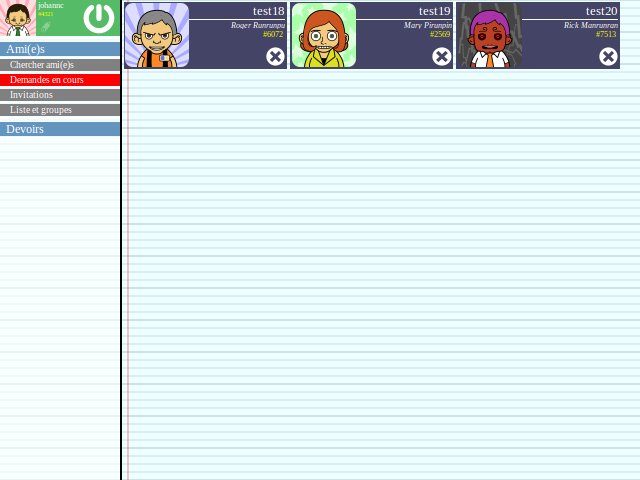 johannc
#4321
Ami(e)s
Chercher ami(e)s
Demandes en cours
Invitations
Liste et groupes
Devoirs
test18
Roger Runrunpu
#6072
test19
Mary Pirunpin
#2569
test20
Rick Manrunran
#7513